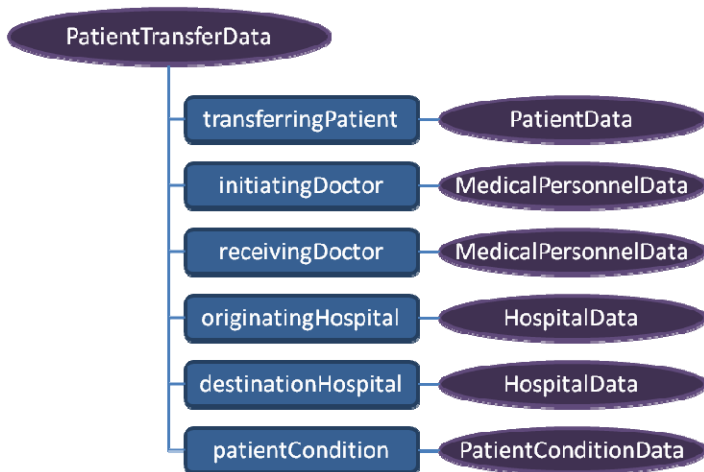 PatientTransferData
transferringPatient PatientData
initiatingDoctor MedicalPersonnelData
receivingDoctor MedicalPersonnelData
originatingHospital HospitalData
destinationHospital HospitalData
patientCondition PatientConditionData